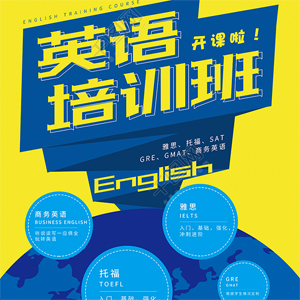 ENGLISH TRAINING COURSE
英语
开课啦！
培训班
雅思、托福、SAT
GRE、GMAT、商务英语
English
商务英语
BUSINESS ENGLISH
雅思
IELTS
入门、基础、强化、
冲刺进阶
托福
TOEFL
入门、基础、强化
GRE
GMAT